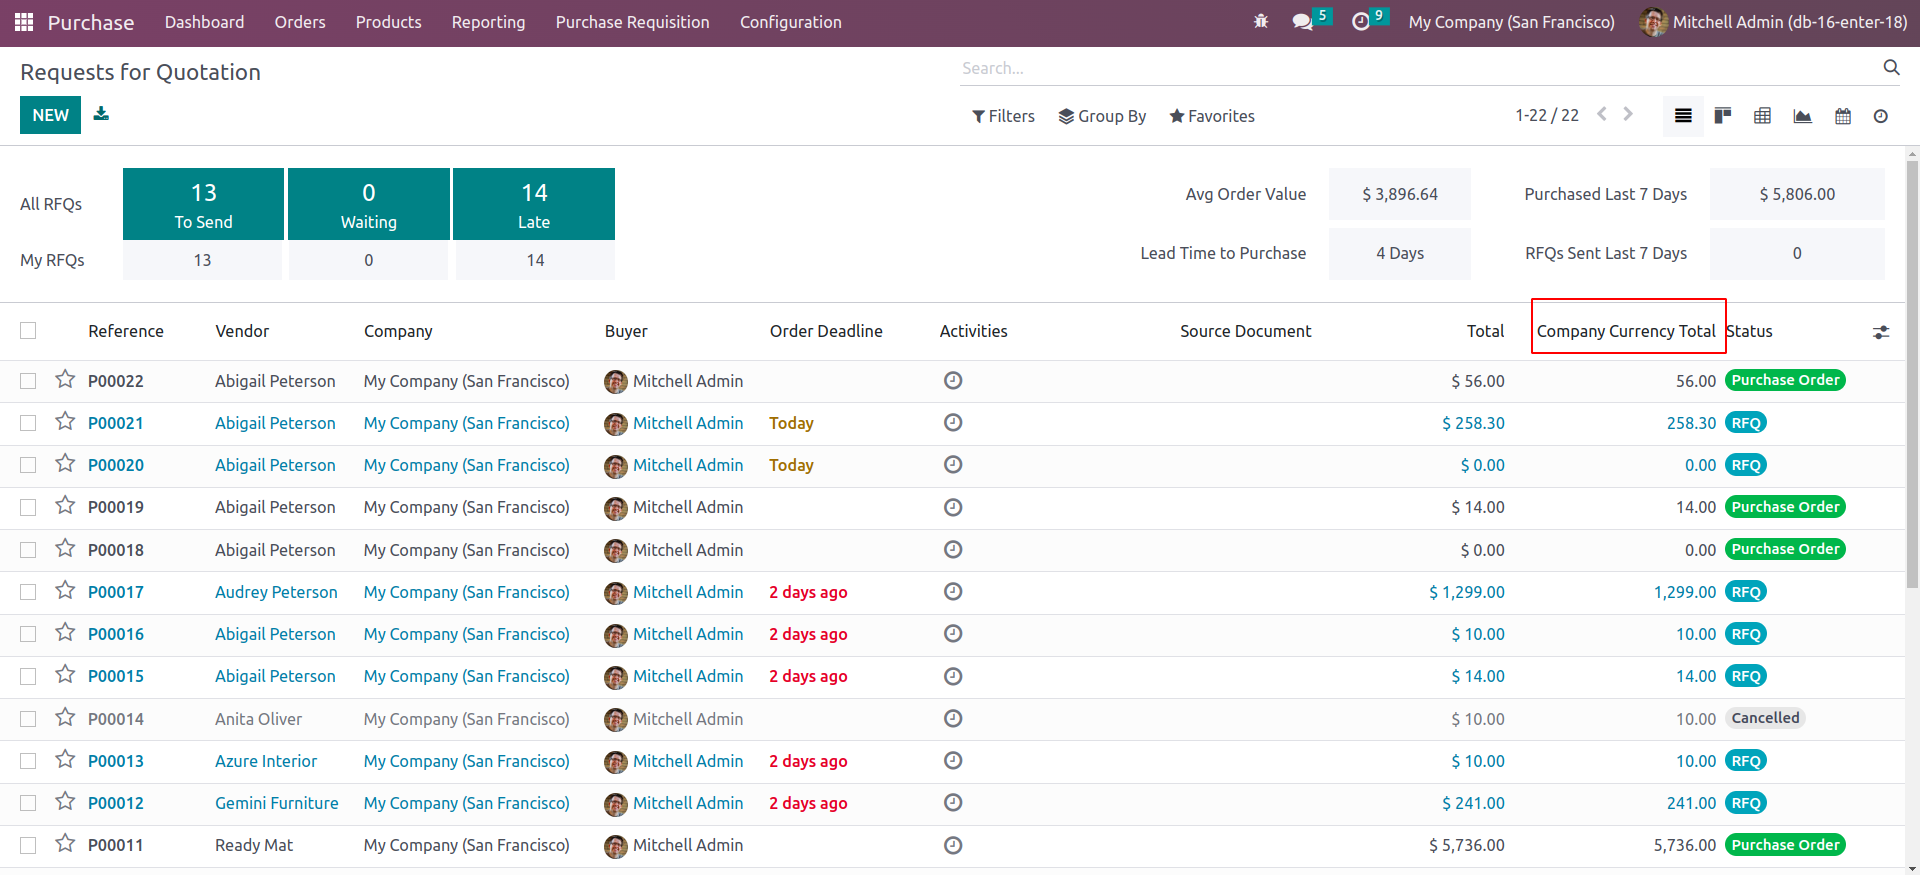 Purchase Dashboard Orders Products Reporting Purchase Requisition Configuration 5 9 My Company (San Francisco) Mitchell Admin (db-16-enter-18)
Requests for Quotation Search...
NEW Filters Group By Favorites 1-22 / 22
All RFQs 13 To Send 0 Waiting 14 Late Avg Order Value $ 3,896.64 Purchased Last 7 Days $ 5,806.00
My RFQs 13 0 14 Lead Time to Purchase 4 Days RFQs Sent Last 7 Days 0
Reference Vendor Company Buyer Order Deadline Activities Source Document Total Company Currency Total Status
P00022 Abigail Peterson My Company (San Francisco) Mitchell Admin $ 56.00 56.00 Purchase Order
P00021 Abigail Peterson My Company (San Francisco) Mitchell Admin Today $ 258.30 258.30 RFQ
P00020 Abigail Peterson My Company (San Francisco) Mitchell Admin Today $ 0.00 0.00 RFQ
P00019 Abigail Peterson My Company (San Francisco) Mitchell Admin $ 14.00 14.00 Purchase Order
P00018 Abigail Peterson My Company (San Francisco) Mitchell Admin $ 0.00 0.00 Purchase Order
P00017 Audrey Peterson My Company (San Francisco) Mitchell Admin 2 days ago $ 1,299.00 1,299.00 RFQ
P00016 Abigail Peterson My Company (San Francisco) Mitchell Admin 2 days ago $ 10.00 10.00 RFQ
P00015 Abigail Peterson My Company (San Francisco) Mitchell Admin 2 days ago $ 14.00 14.00 RFQ
P00014 Anita Oliver My Company (San Francisco) Mitchell Admin $ 10.00 10.00 Cancelled
P00013 Azure Interior My Company (San Francisco) Mitchell Admin 2 days ago $ 10.00 10.00 RFQ
P00012 Gemini Furniture My Company (San Francisco) Mitchell Admin 2 days ago $ 241.00 241.00 RFQ
P00011 Ready Mat My Company (San Francisco) Mitchell Admin $ 5,736.00 5,736.00 Purchase Order